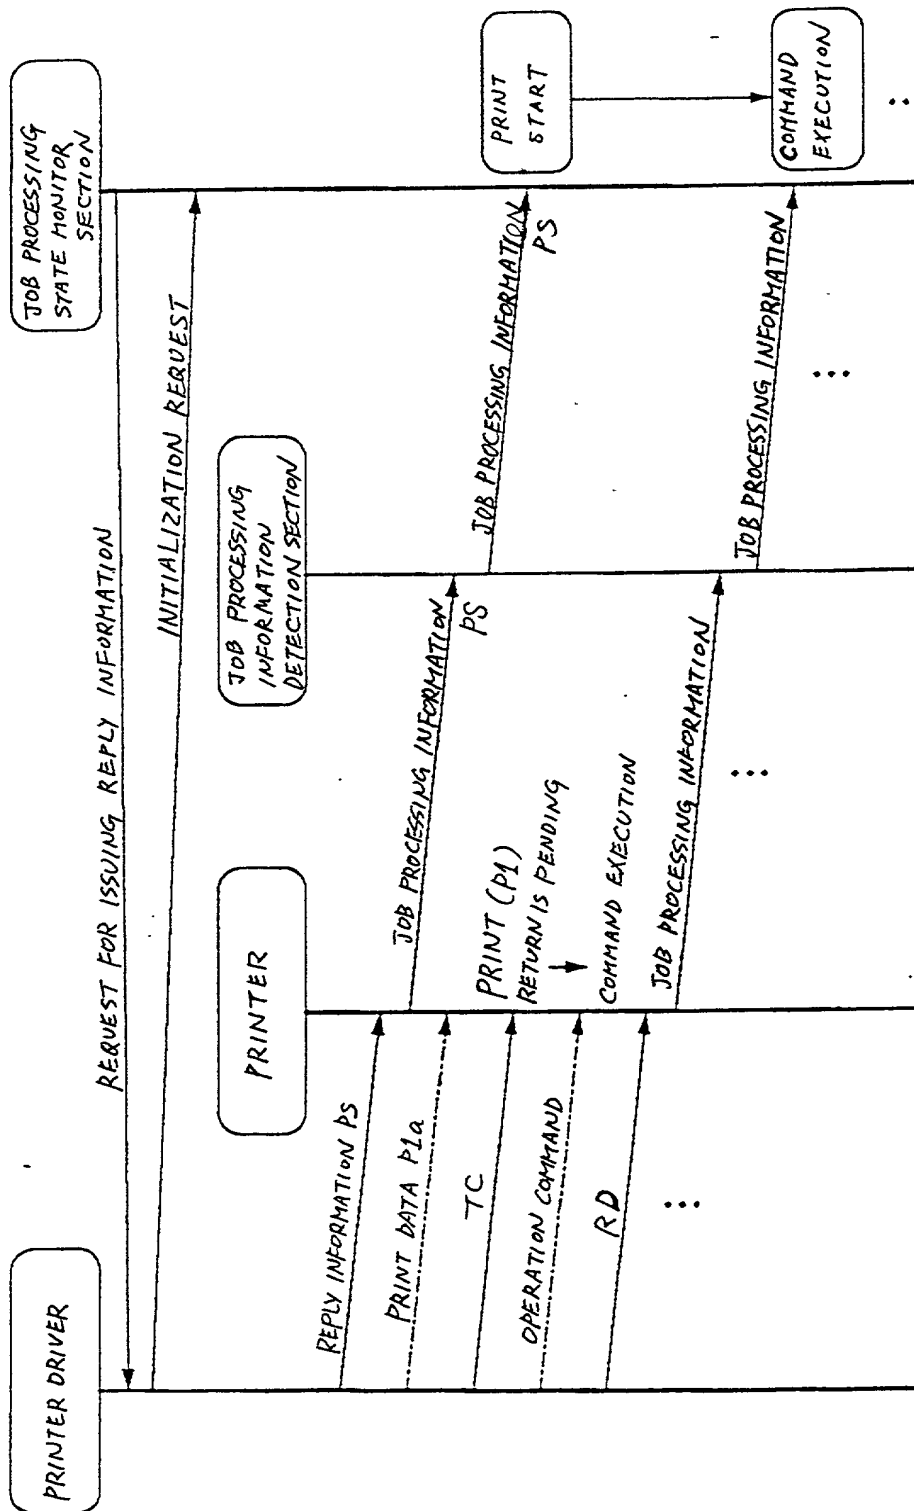 PRINTER DRIVER
JOB PROCESSING
STATE MONITOR
SECTION
REQUEST FOR ISSUING REPLY INFORMATION
INITIALIZATION REQUEST
PRINTER
JOB PROCESSING
INFORMATION
DETECTION SECTION
REPLY INFORMATION PS
JOB PROCESSING INFORMATION
PS
JOB PROCESSING INFORMATION
PS
PRINT
START
PRINT DATA P1a
TC
PRINT (P1)
RETURN IS PENDING
OPERATION COMMAND
COMMAND EXECUTION
RD
JOB PROCESSING INFORMATION
JOB PROCESSING INFORMATION
COMMAND
EXECUTION
...
...
...
...